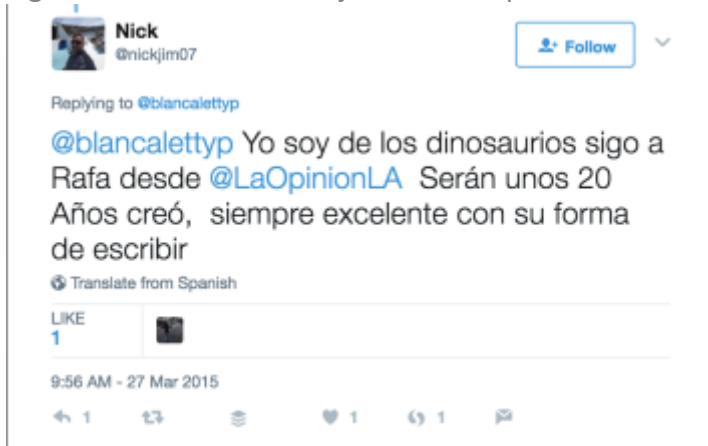 Nick
@nickjim07
Follow
Replying to @blancalettyp
@blancalettyp Yo soy de los dinosaurios sigo a
Rafa desde @LaOpinionLA Serán unos 20
Años creó, siempre excelente con su forma
de escribir
Translate from Spanish
LIKE
1
9:56 AM - 27 Mar 2015
1 1 1